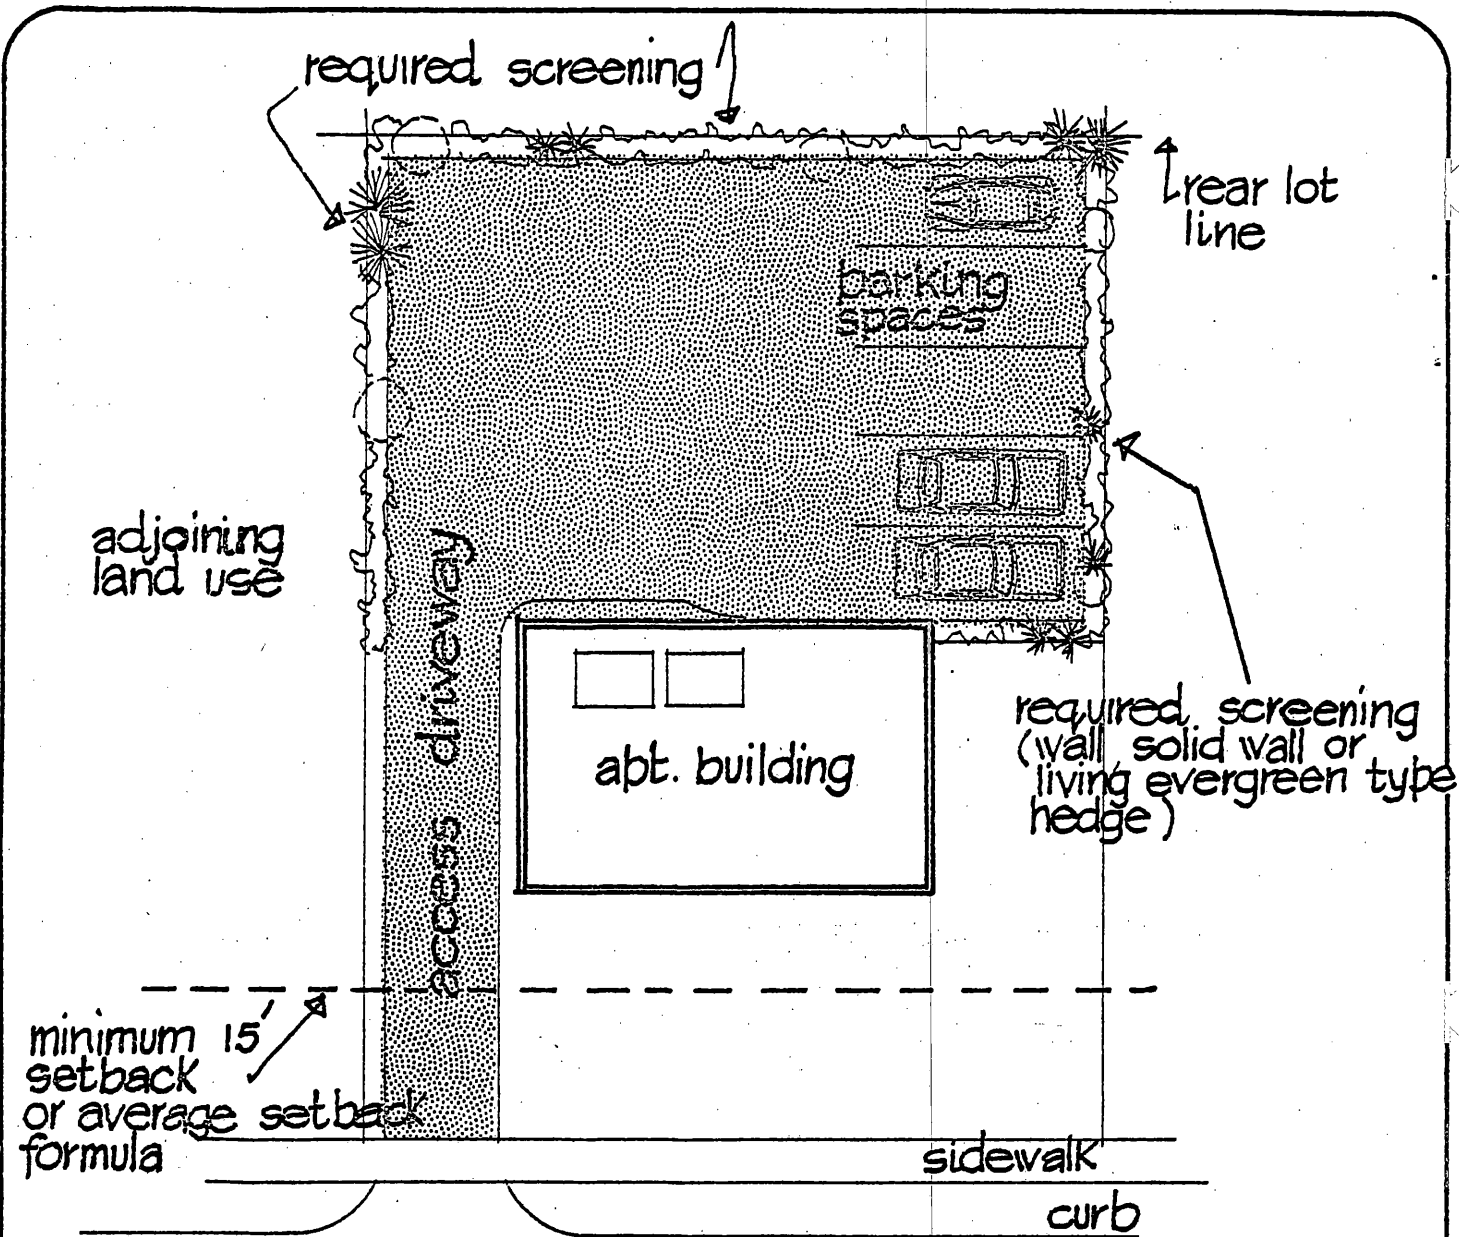 required screening
rear lot
line
parking
spaces
adjoining
land use
access driveway
apt. building
required screening
(wall, solid wall or
living evergreen type
hedge)
minimum 15'
setback
or average setback
formula
sidewalk
curb